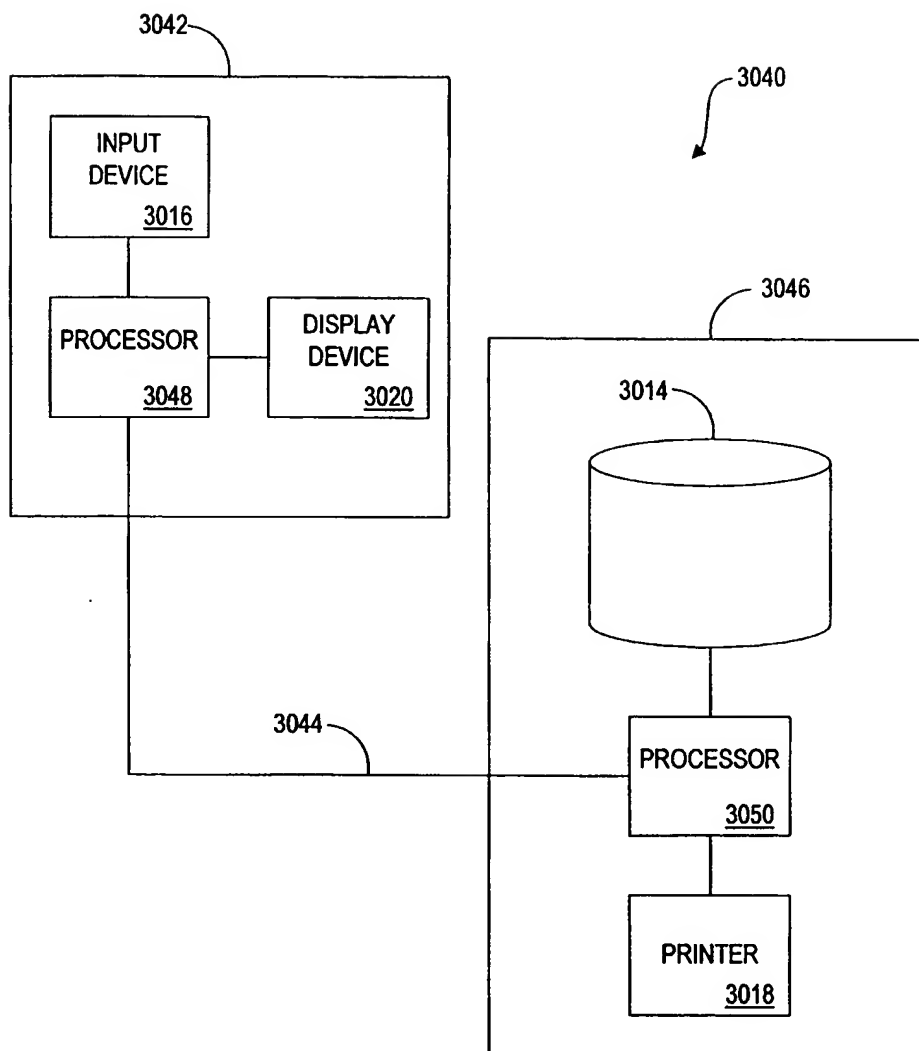 3042
3040
INPUT
DEVICE
3016
PROCESSOR
3048
DISPLAY
DEVICE
3020
3046
3014
3044
PROCESSOR
3050
PRINTER
3018